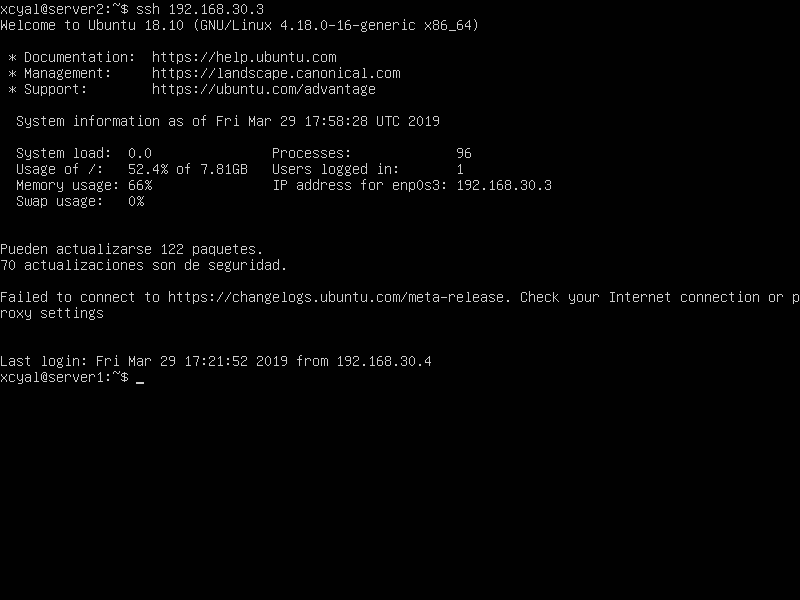 xcyal@server2:~$ ssh 192.168.30.3
Welcome to Ubuntu 18.10 (GNU/Linux 4.18.0-16-generic x86_64)

 * Documentation:  https://help.ubuntu.com
 * Management:     https://landscape.canonical.com
 * Support:        https://ubuntu.com/advantage

  System information as of Fri Mar 29 17:58:28 UTC 2019

  System load:  0.0               Processes:             96
  Usage of /:   52.4% of 7.81GB   Users logged in:       1
  Memory usage: 66%               IP address for enp0s3: 192.168.30.3
  Swap usage:   0%


Pueden actualizarse 122 paquetes.
70 actualizaciones son de seguridad.

Failed to connect to https://changelogs.ubuntu.com/meta-release. Check your Internet connection or p
roxy settings


Last login: Fri Mar 29 17:21:52 2019 from 192.168.30.4
xcyal@server1:~$ _